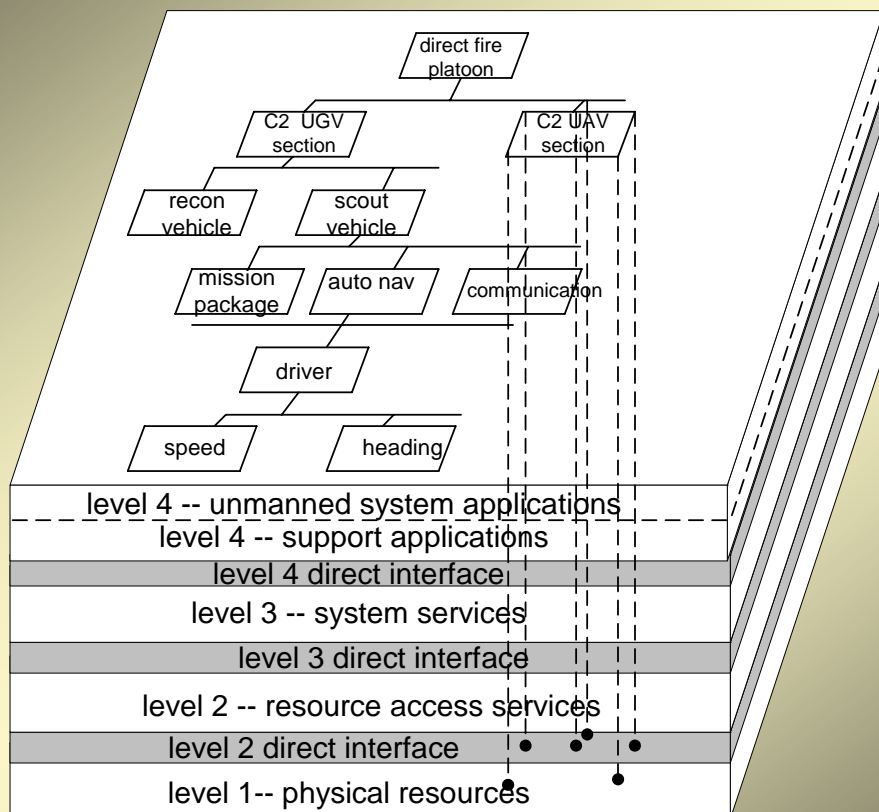 direct fire
platoon
C2 UGV
section
C2 UAV
section
recon
vehicle
scout
vehicle
mission
package
auto nav
communication
driver
speed
heading
level 4 -- unmanned system applications
level 4 -- support applications
level 4 direct interface
level 3 -- system services
level 3 direct interface
level 2 -- resource access services
level 2 direct interface
level 1-- physical resources